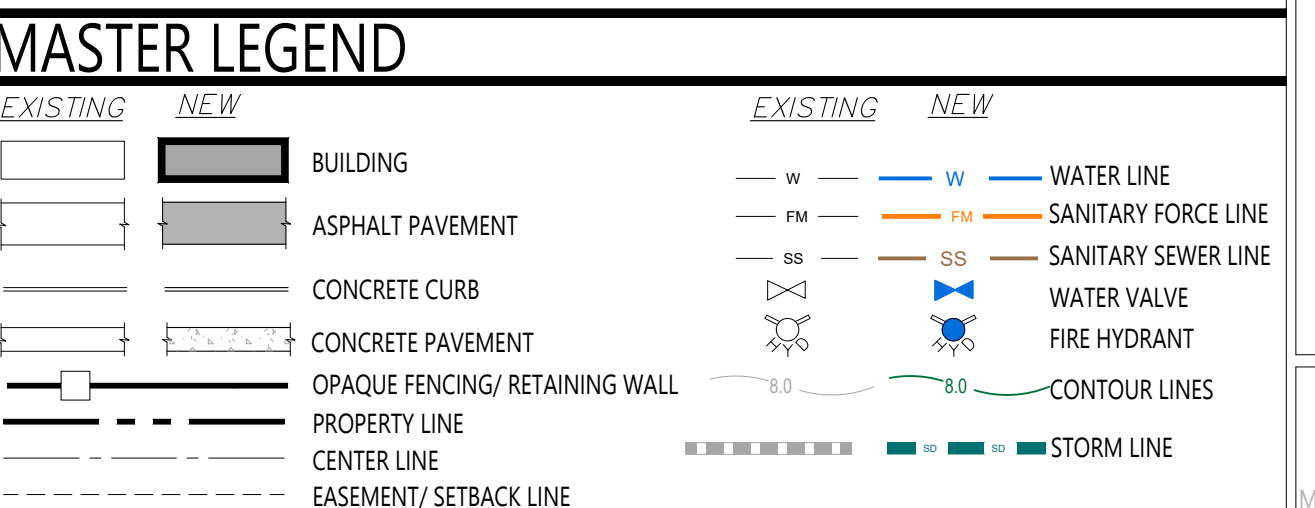 MASTER LEGEND
EXISTING NEW
BUILDING
ASPHALT PAVEMENT
CONCRETE CURB
CONCRETE PAVEMENT
OPAQUE FENCING/ RETAINING WALL
PROPERTY LINE
CENTER LINE
EASEMENT/ SETBACK LINE
EXISTING NEW
W W WATER LINE
FM FM SANITARY FORCE LINE
SS SS SANITARY SEWER LINE
WATER VALVE
HYD HYD FIRE HYDRANT
8.0 8.0 CONTOUR LINES
SD SD STORM LINE
M